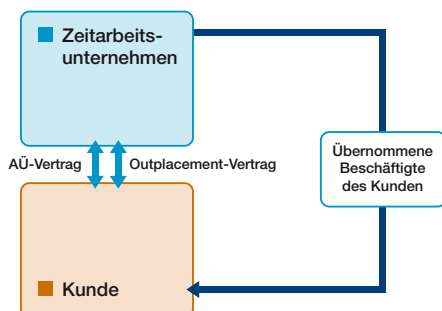 Zeitarbeits-
unternehmen
AÜ-Vertrag
Outplacement-Vertrag
Übernommene
Beschäftigte
des Kunden
Kunde